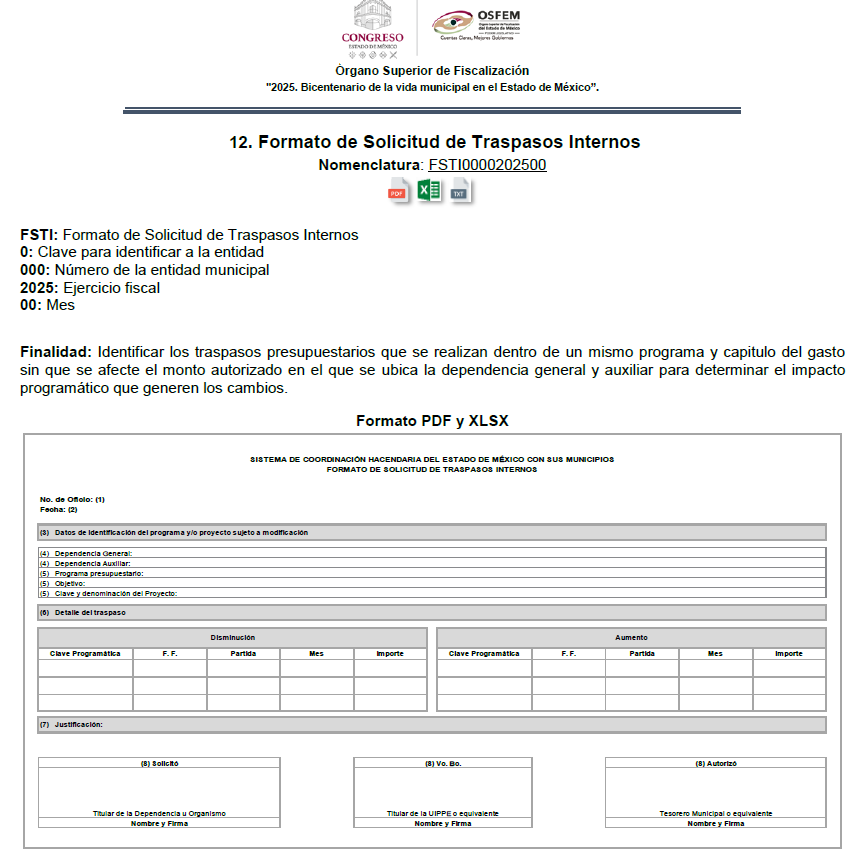 CONGRESO
ESTADO DE MÉXICO
OSFEM
Órgano Superior de Fiscalización
del Estado de México
Cuentas Claras, Mejores Gobiernos
Órgano Superior de Fiscalización
"2025. Bicentenario de la vida municipal en el Estado de México”.
12. Formato de Solicitud de Traspasos Internos
Nomenclatura: FSTI0000202500
PDF
X
TXT
FSTI: Formato de Solicitud de Traspasos Internos
0: Clave para identificar a la entidad
000: Número de la entidad municipal
2025: Ejercicio fiscal
00: Mes
Finalidad: Identificar los traspasos presupuestarios que se realizan dentro de un mismo programa y capitulo del gasto
sin que se afecte el monto autorizado en el que se ubica la dependencia general y auxiliar para determinar el impacto
programático que generen los cambios.
Formato PDF y XLSX
SISTEMA DE COORDINACIÓN HACENDARIA DEL ESTADO DE MÉXICO CON SUS MUNICIPIOS
FORMATO DE SOLICITUD DE TRASPASOS INTERNOS
No. de Oficio: (1)
Fecha: (2)
(3) Datos de identificación del programa y/o proyecto sujeto a modificación
(4) Dependencia General:
(4) Dependencia Auxiliar:
(5) Programa presupuestario:
(5) Objetivo:
(5) Clave y denominación del Proyecto:
(6) Detalle del traspaso
Disminución Aumento
Clave Programática F. F. Partida Mes Importe Clave Programática F. F. Partida Mes Importe
(7) Justificación:
(8) Solicitó (8) Vo. Bo. (8) Autorizó
Titular de la Dependencia u Organismo Titular de la UIPPE o equivalente Tesorero Municipal o equivalente
Nombre y Firma Nombre y Firma Nombre y Firma